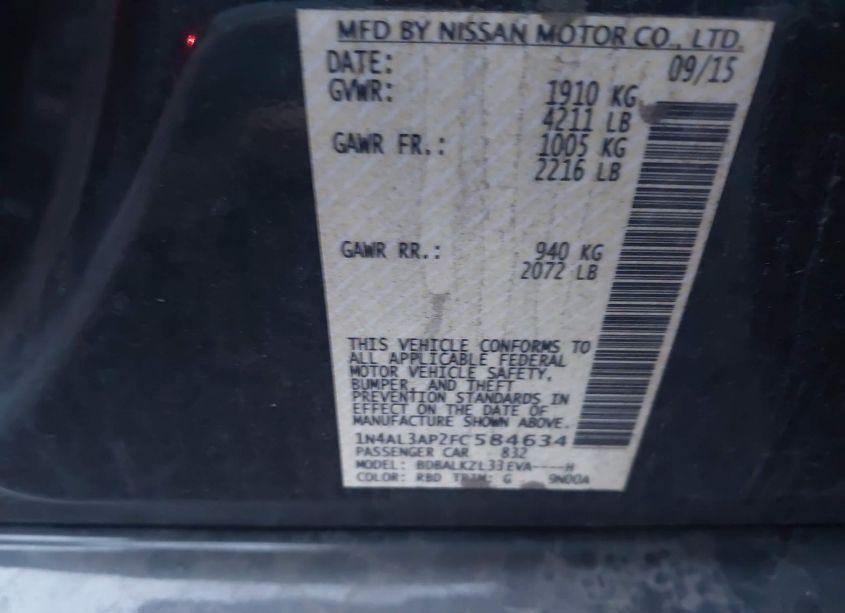 MFD BY NISSAN MOTOR CO., LTD.
DATE: 09/15
GVWR: 1910 KG
4211 LB
GAWR FR.: 1005 KG
2216 LB
GAWR RR.: 940 KG
2072 LB
THIS VEHICLE CONFORMS TO
ALL APPLICABLE FEDERAL
MOTOR VEHICLE SAFETY,
BUMPER, AND THEFT
PREVENTION STANDARDS IN
EFFECT ON THE DATE OF
MANUFACTURE SHOWN ABOVE.
1N4AL3AP2FC584634
PASSENGER CAR 832
MODEL: BDBALKZL33EVA----H
COLOR: RBD TRIM: G 9N00A